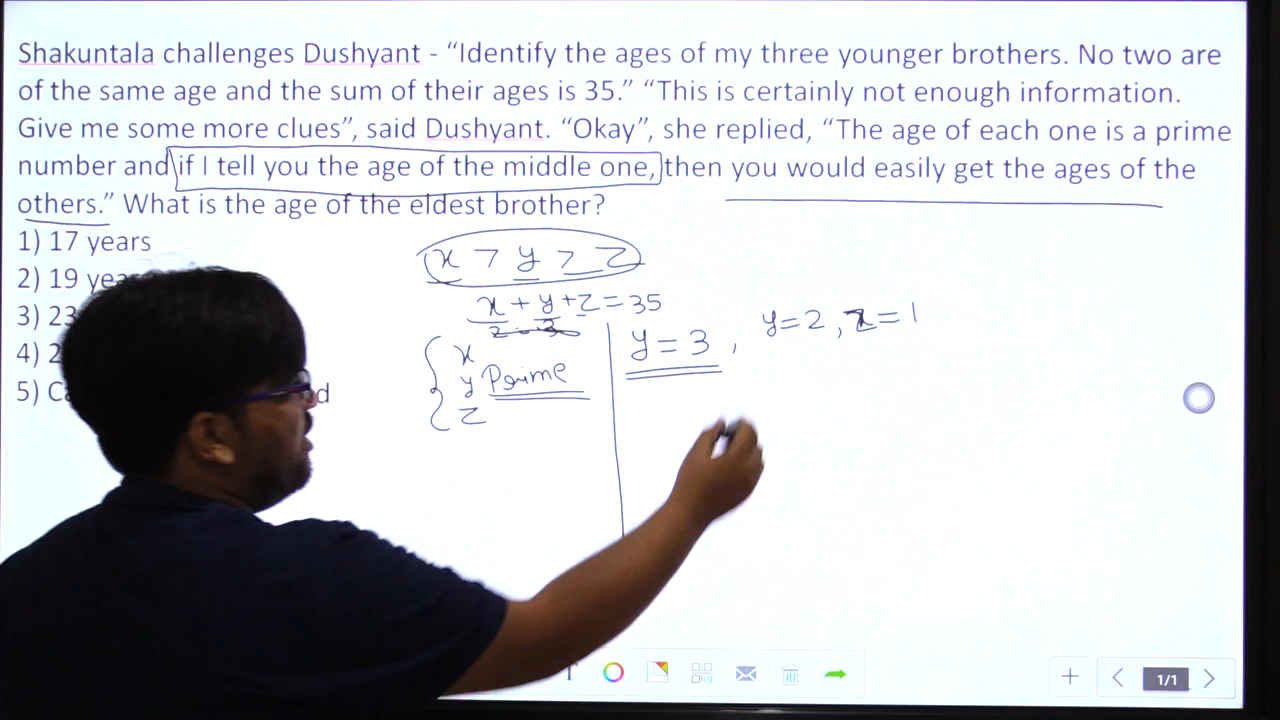 Shakuntala challenges Dushyant - “Identify the ages of my three younger brothers. No two are
of the same age and the sum of their ages is 35.” “This is certainly not enough information.
Give me some more clues”, said Dushyant. “Okay”, she replied, “The age of each one is a prime
number and if I tell you the age of the middle one, then you would easily get the ages of the
others.” What is the age of the eldest brother?
1) 17 years
2) 19
3) 23
4) 2
5)
x > y > z
x + y + z = 35
x
y Prime
z
y = 3 , y = 2 , z = 1
1/1